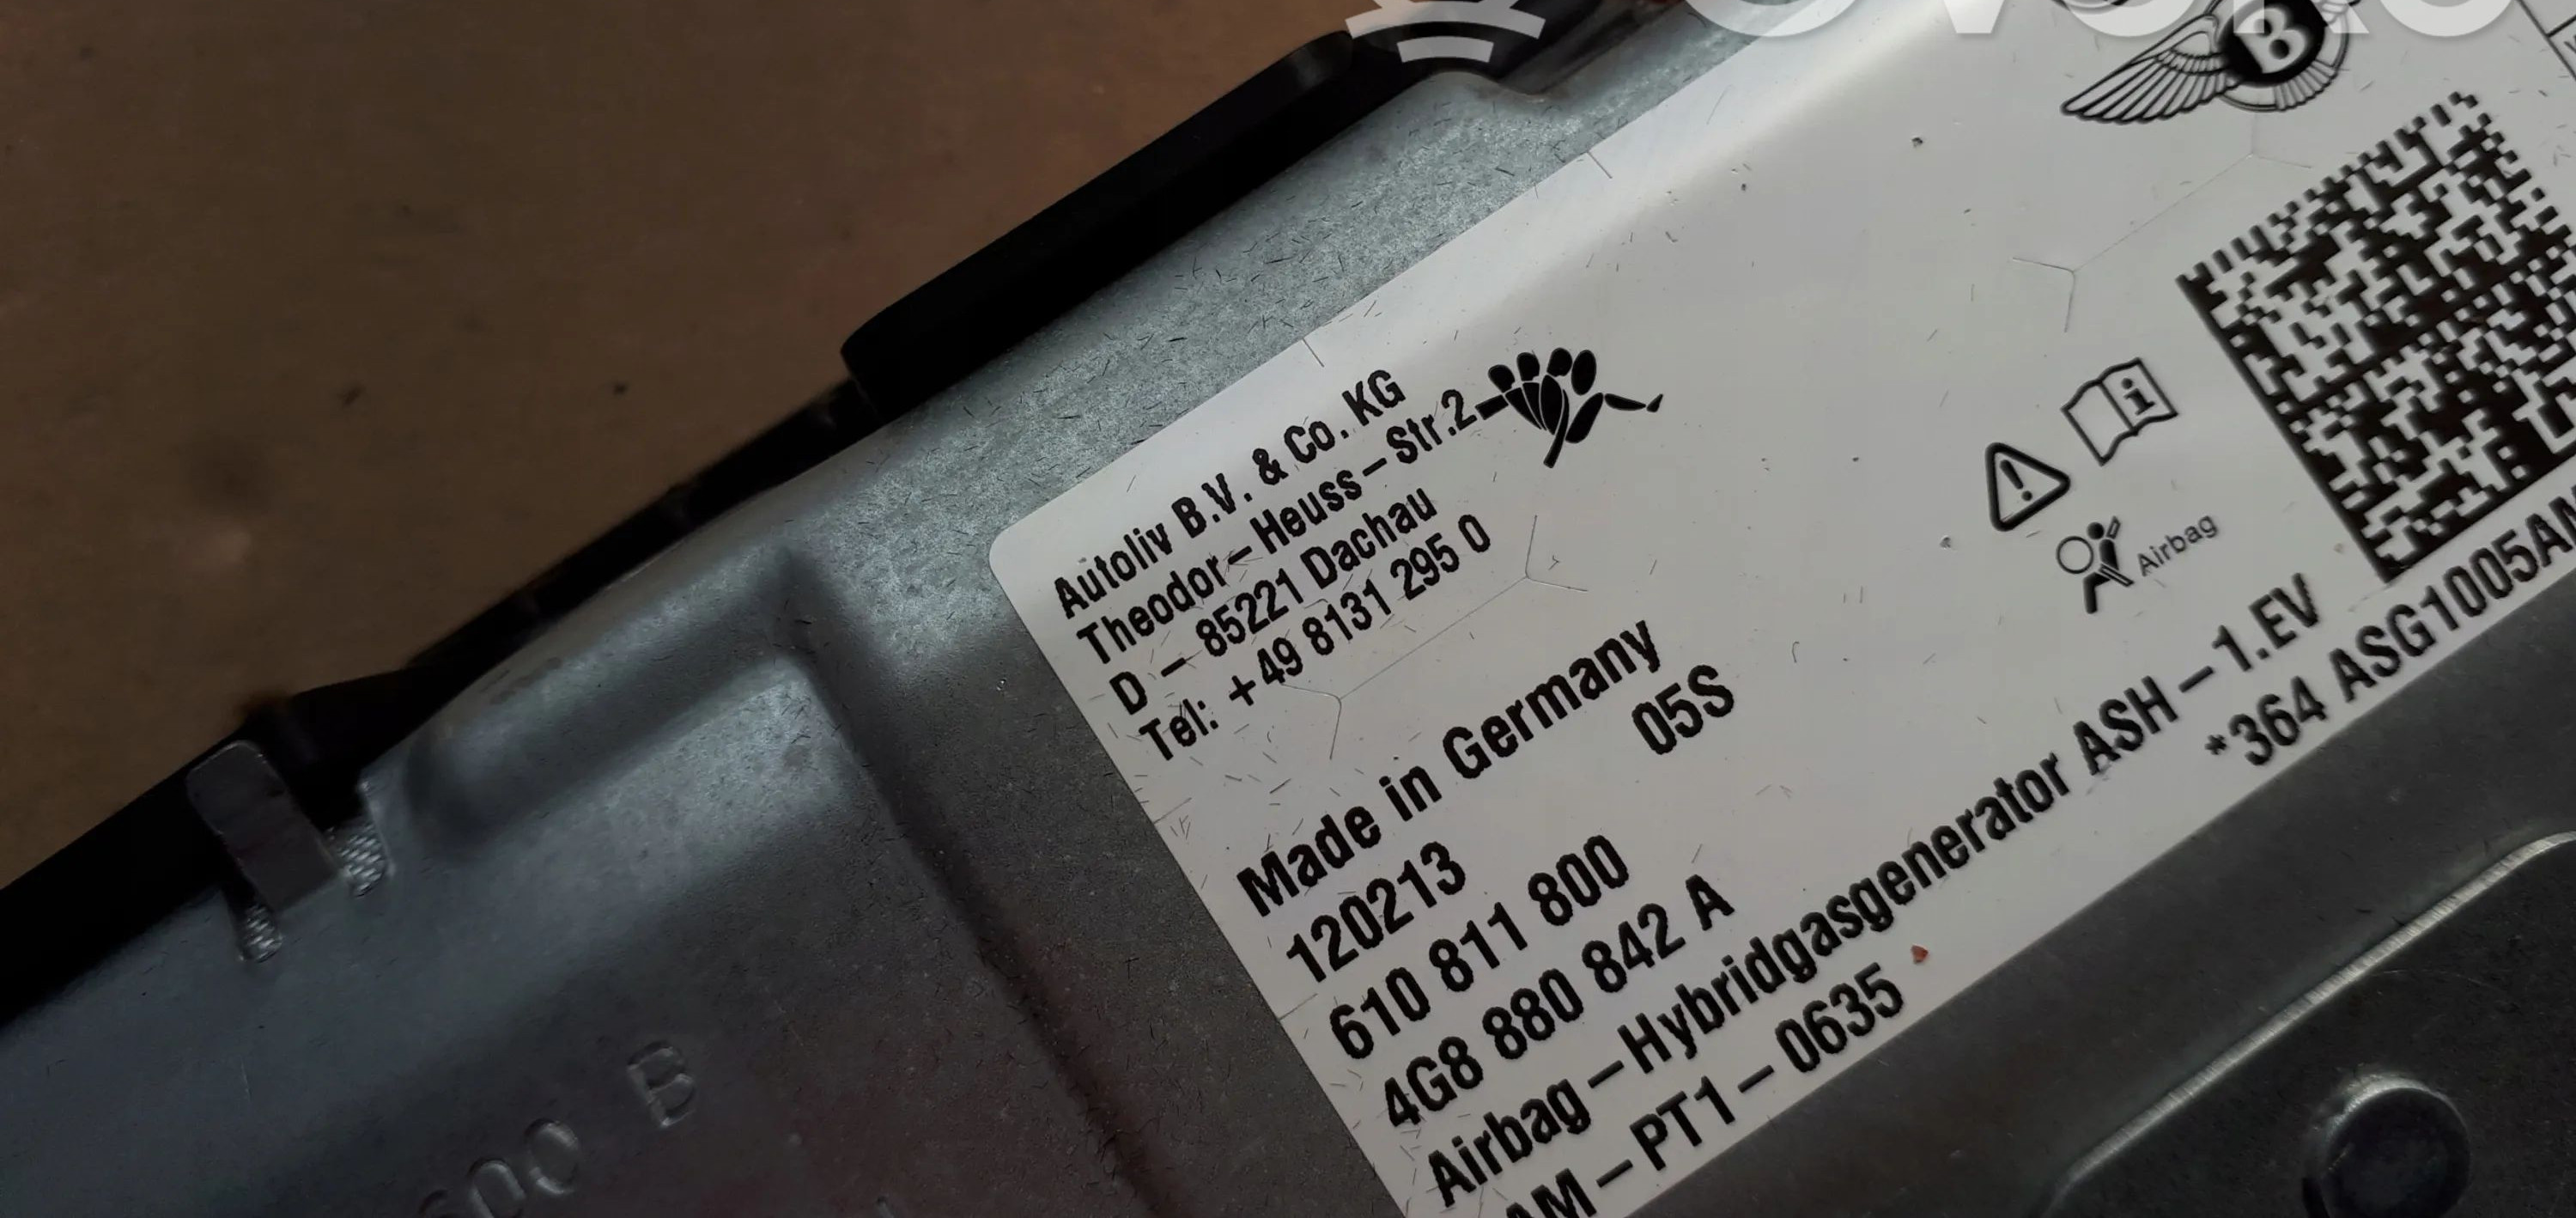 B
Autoliv B.V. & Co. KG
Theodor–Heuss–Str.2
D – 85221 Dachau
Tel: +49 8131 295 0
Airbag
Made in Germany
05S
120213
610 811 800
4G8 880 842 A
Airbag–Hybridgasgenerator ASH–1.EV
*364 ASG1005A
AM–PT1–0635
B